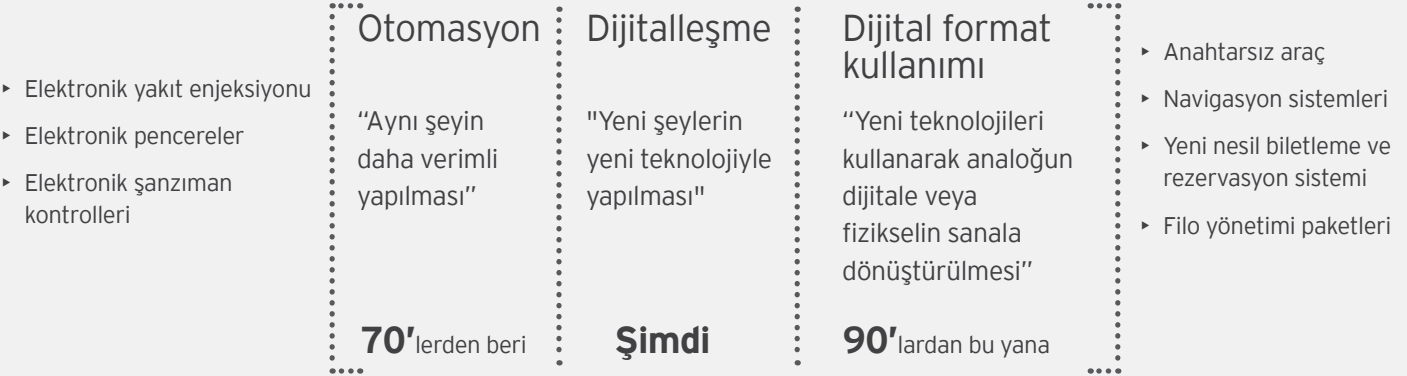 ▸ Elektronik yakıt enjeksiyonu
▸ Elektronik pencereler
▸ Elektronik şanzıman
kontrolleri
Otomasyon
“Aynı şeyin
daha verimli
yapılması”
70’lerden beri
Dijitalleşme
"Yeni şeylerin
yeni teknolojiyle
yapılması"
Şimdi
Dijital format
kullanımı
“Yeni teknolojileri
kullanarak analoğun
dijitale veya
fizikselin sanala
dönüştürülmesi”
90’lardan bu yana
▸ Anahtarsız araç
▸ Navigasyon sistemleri
▸ Yeni nesil biletleme ve
rezervasyon sistemi
▸ Filo yönetimi paketleri